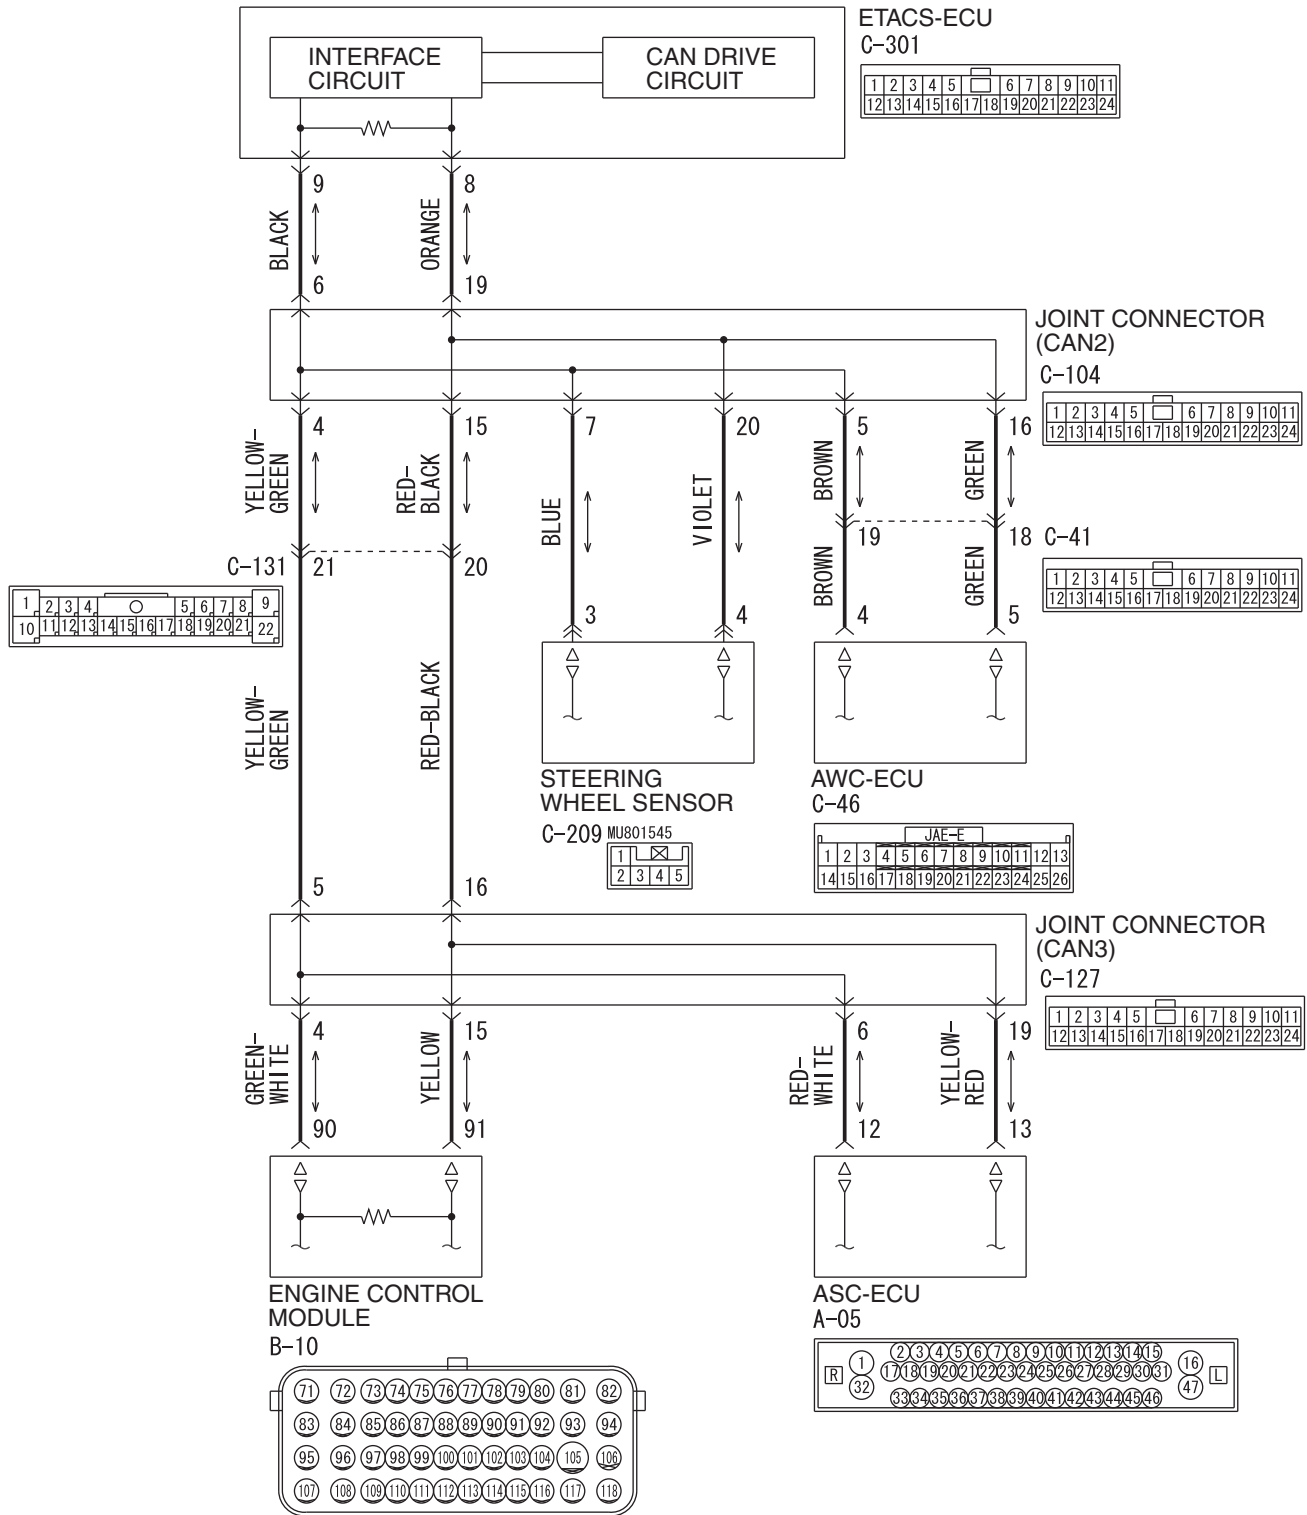 ETACS-ECU
C-301
INTERFACE
CIRCUIT
CAN DRIVE
CIRCUIT
1 2 3 4 5 6 7 8 9 10 11
12 13 14 15 16 17 18 19 20 21 22 23 24
9 8
BLACK ORANGE
6 19
JOINT CONNECTOR
(CAN2)
C-104
1 2 3 4 5 6 7 8 9 10 11
12 13 14 15 16 17 18 19 20 21 22 23 24
4 15 7 20 5 16
YELLOW-
GREEN
RED-
BLACK
BLUE
VIOLET
BROWN
GREEN
C-131 21 20
19 18 C-41
1 2 3 4 5 6 7 8 9 10 11
12 13 14 15 16 17 18 19 20 21 22 23 24
1 2 3 4 5 6 7 8 9
10 11 12 13 14 15 16 17 18 19 20 21 22
BROWN
GREEN
3 4 4 5
YELLOW-
GREEN
RED-BLACK
STEERING
WHEEL SENSOR
C-209 MU801545
1
2 3 4 5
AWC-ECU
C-46
JAE-E
1 2 3 4 5 6 7 8 9 10 11 12 13
14 15 16 17 18 19 20 21 22 23 24 25 26
5 16
JOINT CONNECTOR
(CAN3)
C-127
1 2 3 4 5 6 7 8 9 10 11
12 13 14 15 16 17 18 19 20 21 22 23 24
4 15 6 19
GREEN-
WHITE
YELLOW
RED-
WHITE
YELLOW-
RED
90 91 12 13
ENGINE CONTROL
MODULE
B-10
71 72 73 74 75 76 77 78 79 80 81 82
83 84 85 86 87 88 89 90 91 92 93 94
95 96 97 98 99 100 101 102 103 104 105 106
107 108 109 110 111 112 113 114 115 116 117 118
ASC-ECU
A-05
R 1 2 3 4 5 6 7 8 9 10 11 12 13 14 15 16 L
17 18 19 20 21 22 23 24 25 26 27 28 29 30 31
32 33 34 35 36 37 38 39 40 41 42 43 44 45 46 47